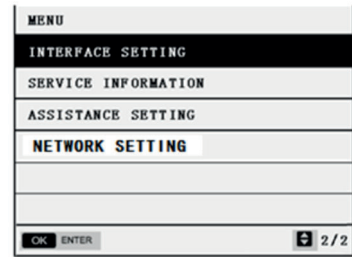 MENU
INTERFACE SETTING
SERVICE INFORMATION
ASSISTANCE SETTING
NETWORK SETTING
OK ENTER 2/2